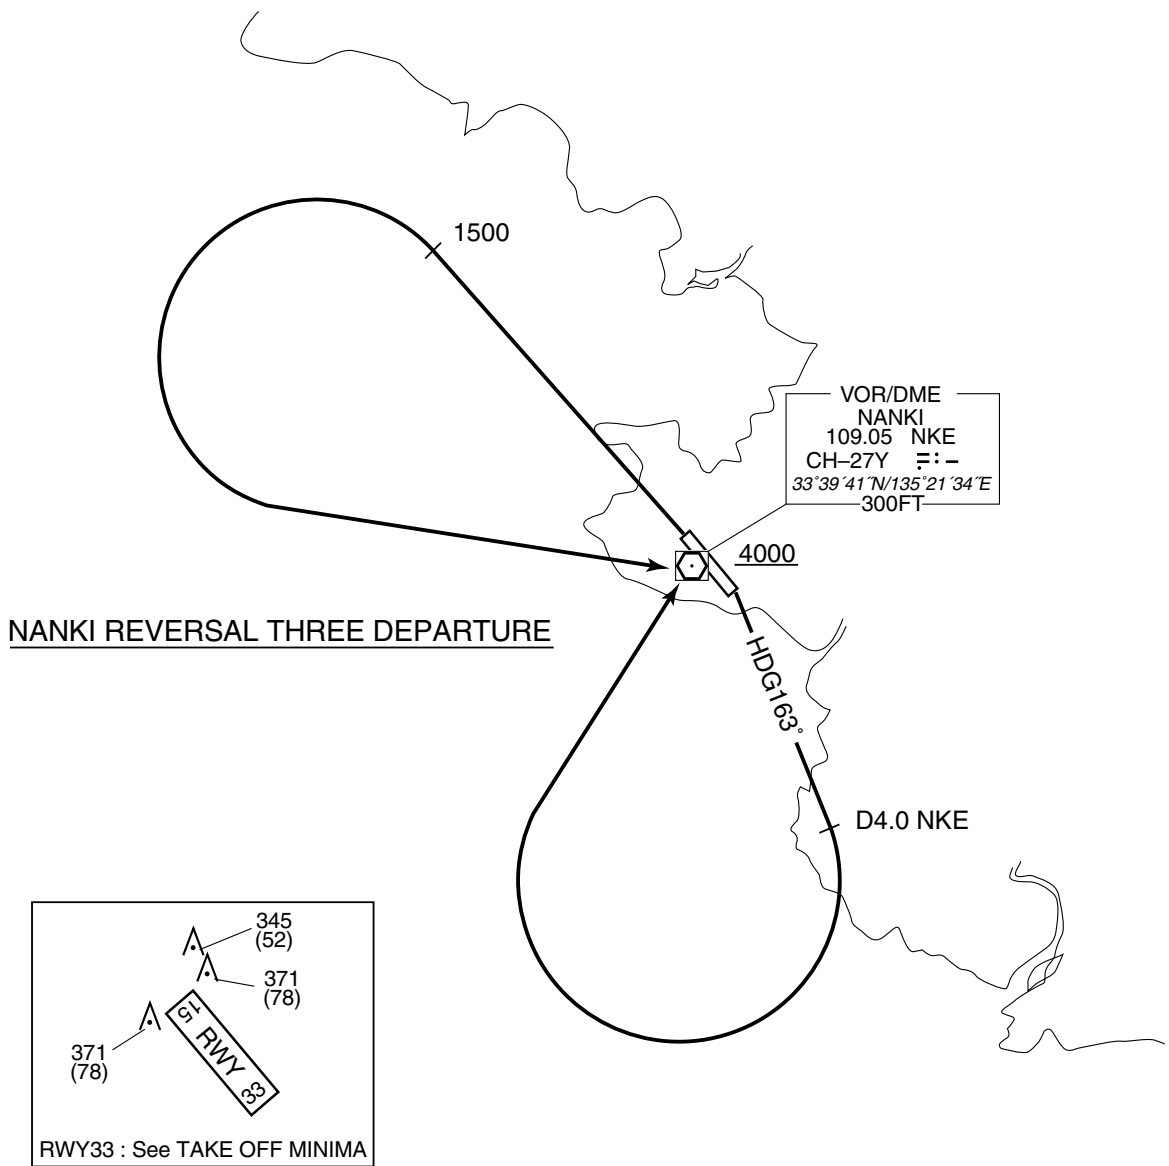 1500
VOR/DME
NANKI
109.05 NKE
CH–27Y
33°39´41˝N/135°21´34˝E
300FT
4000
NANKI REVERSAL THREE DEPARTURE
HDG163°
D4.0 NKE
345
(52)
371
(78)
371
(78)
15 RWY 33
RWY33 : See TAKE OFF MINIMA